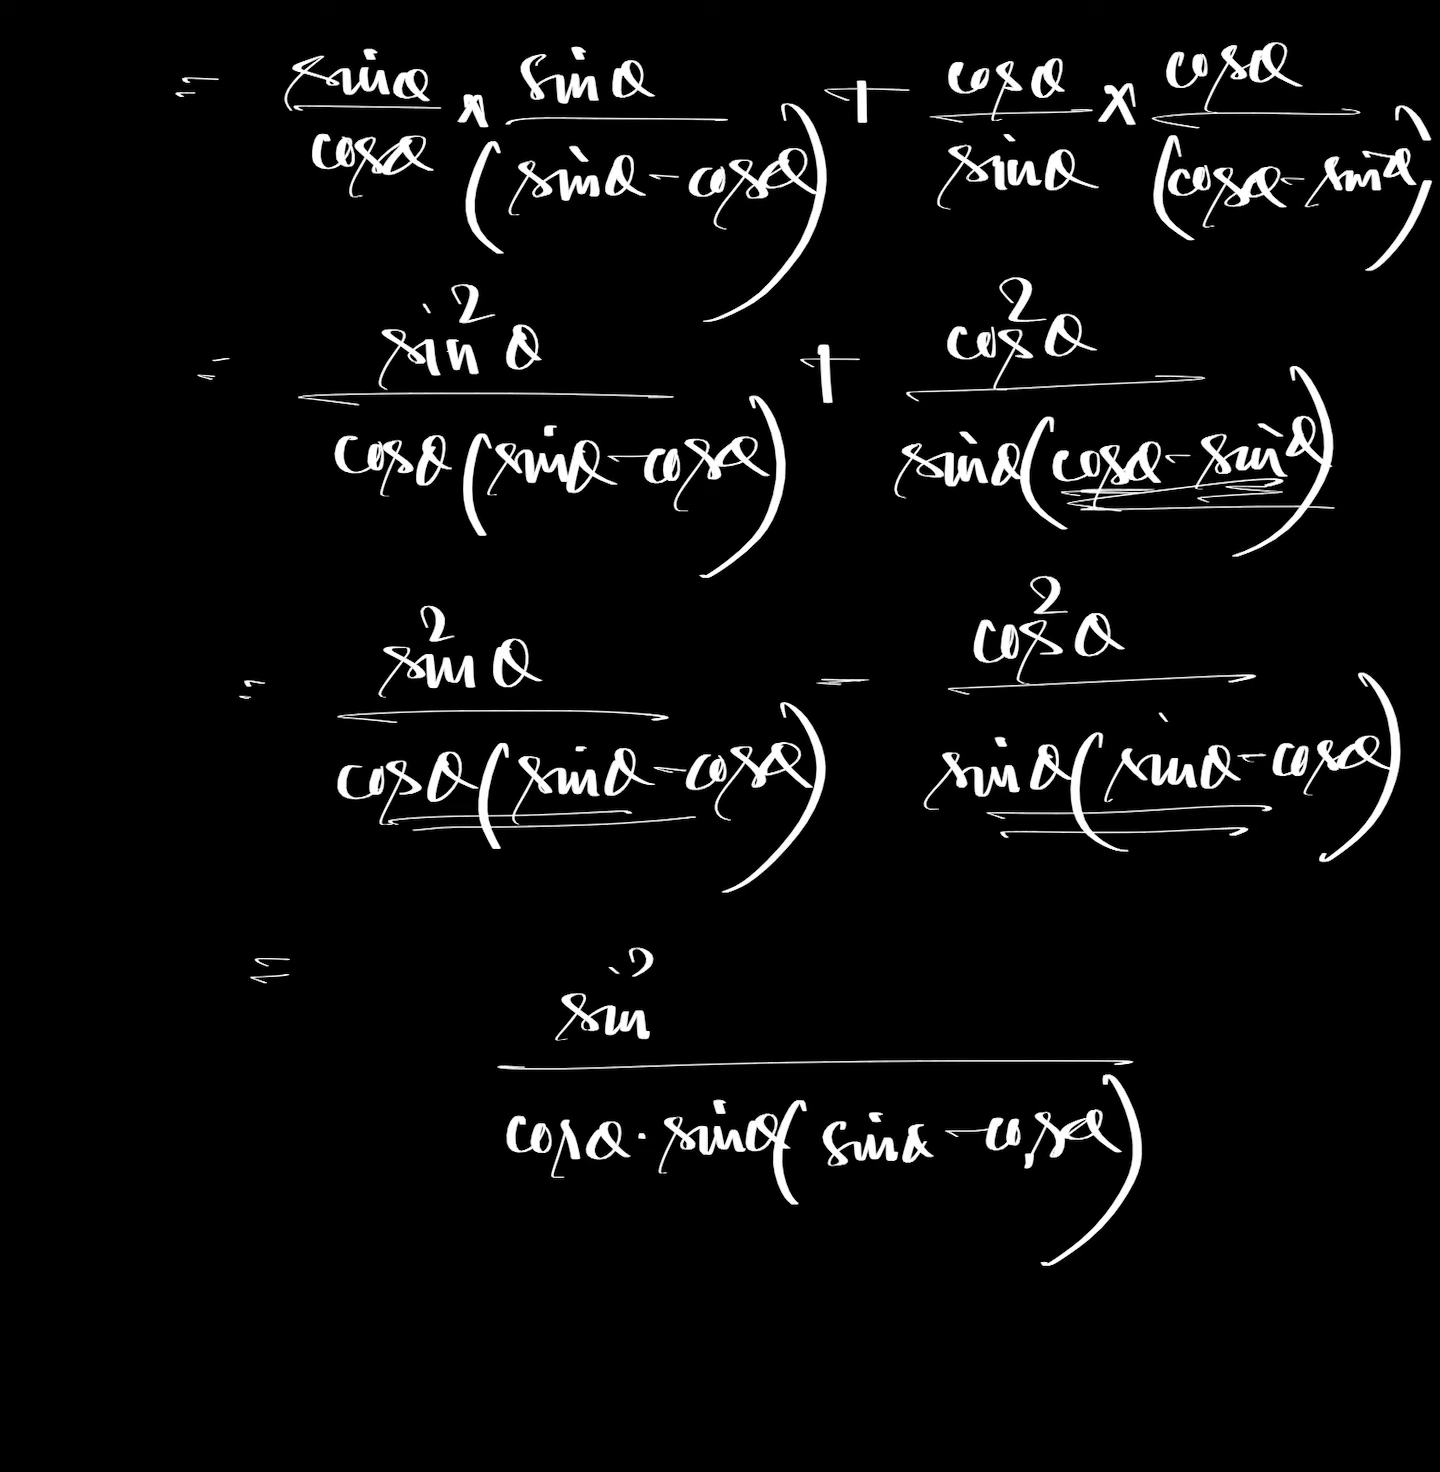 = sinθ/cosθ × sinθ/(sinθ-cosθ) + cosθ/sinθ × cosθ/(cosθ-sinθ)
= sin²θ/cosθ(sinθ-cosθ) + cos²θ/sinθ(cosθ-sinθ)
= sin²θ/cosθ(sinθ-cosθ) - cos²θ/sinθ(sinθ-cosθ)
= sin/cosθ·sinθ(sinθ-cosθ)